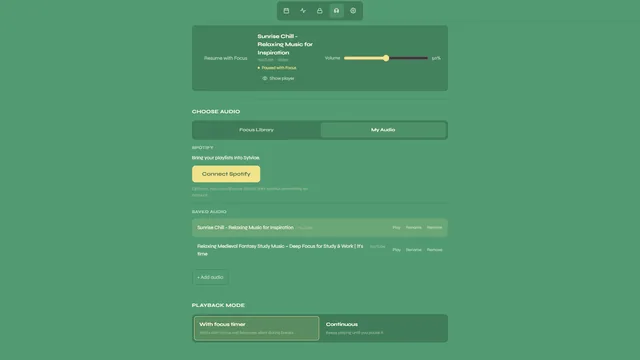 Sunrise Chill -
Relaxing Music for
Inspiration
Resume with Focus
Volume
Paused with Focus
Show player
CHOOSE AUDIO
Focus Library
My Audio
SPOTIFY
Bring your playlists into Sylvise.
Connect Spotify
SAVED AUDIO
Sunrise Chill - Relaxing Music for Inspiration
Play Rename Remove
Relaxing Medieval Fantasy Study Music - Deep Focus for Study & Work | It's
time
Play Rename Remove
+ Add audio
PLAYBACK MODE
With focus timer
Continuous